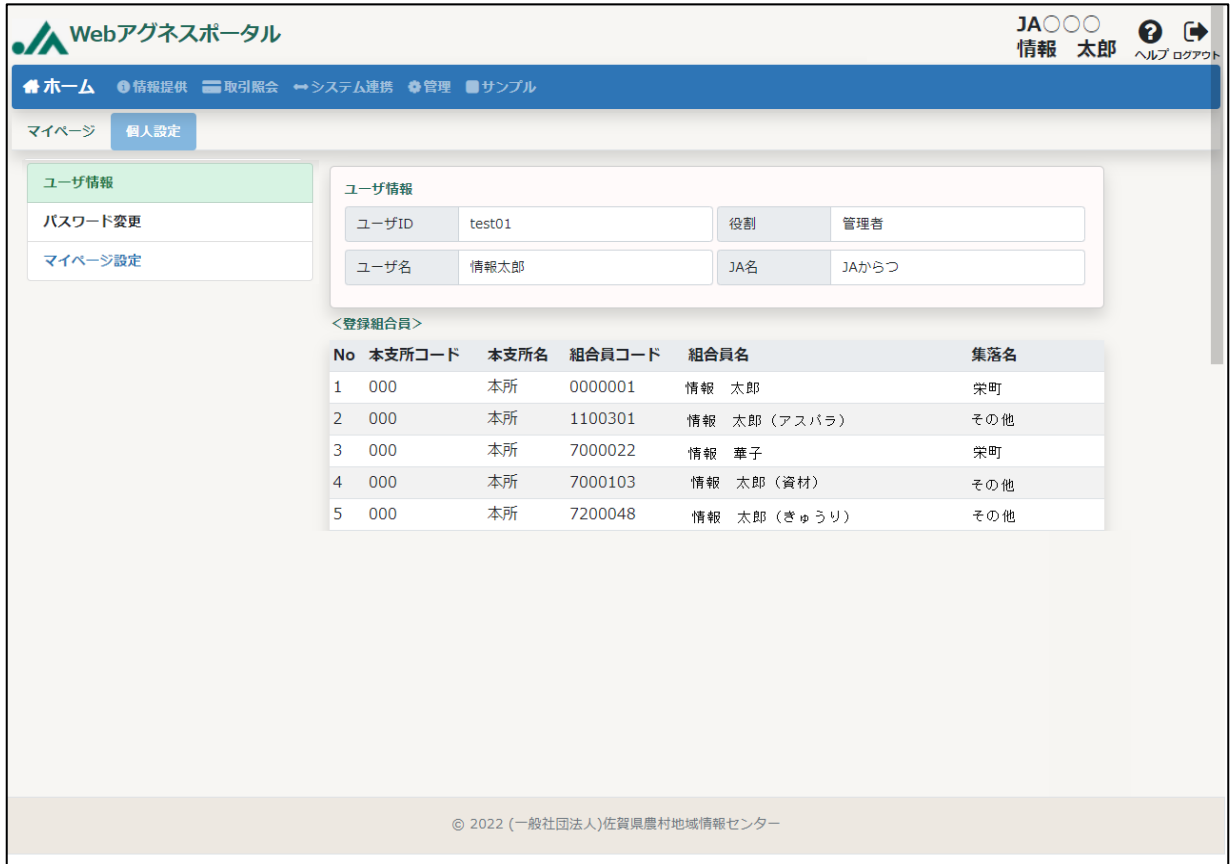 Webアグネスポータル
JA〇〇〇
情報　太郎
ヘルプ ログアウト
ホーム 情報提供 取引照会 システム連携 管理 サンプル
マイページ 個人設定
ユーザ情報
パスワード変更
マイページ設定
ユーザ情報
ユーザID test01 役割 管理者
ユーザ名 情報太郎 JA名 JAからつ
＜登録組合員＞
No 本支所コード 本支所名 組合員コード 組合員名 集落名
1 000 本所 0000001 情報　太郎 栄町
2 000 本所 1100301 情報　太郎（アスパラ） その他
3 000 本所 7000022 情報　華子 栄町
4 000 本所 7000103 情報　太郎（資材） その他
5 000 本所 7200048 情報　太郎（きゅうり） その他
© 2022 (一般社団法人)佐賀県農村地域情報センター